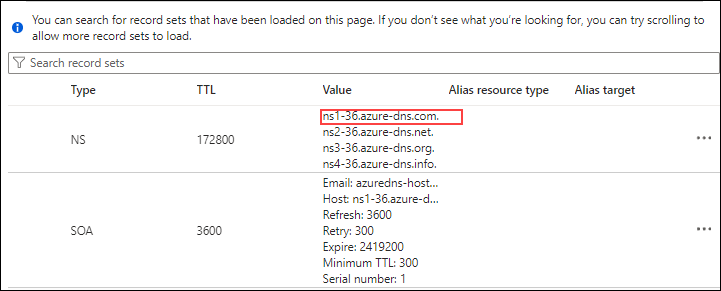 You can search for record sets that have been loaded on this page. If you don't see what you're looking for, you can try scrolling to
allow more record sets to load.
Search record sets
Type TTL Value Alias resource type Alias target
ns1-36.azure-dns.com.
ns2-36.azure-dns.net.
NS 172800
ns3-36.azure-dns.org.
ns4-36.azure-dns.info.
Email: azuredns-host...
Host: ns1-36.azure-d...
Refresh: 3600
SOA 3600 Retry: 300
Expire: 2419200
Minimum TTL: 300
Serial number: 1